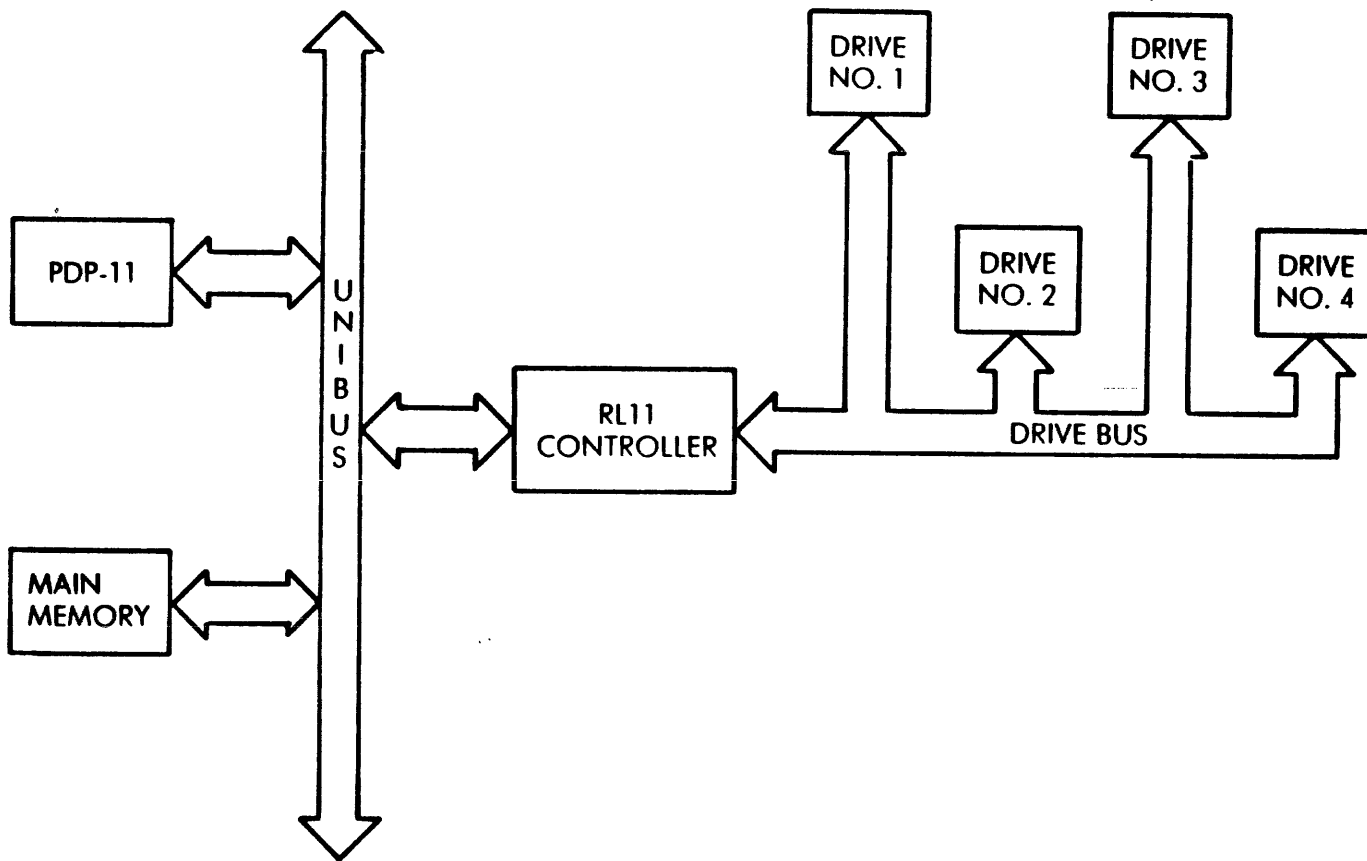 DRIVE
NO. 1
DRIVE
NO. 3
PDP-11
UNIBUS
DRIVE
NO. 2
DRIVE
NO. 4
RL11
CONTROLLER
DRIVE BUS
MAIN
MEMORY